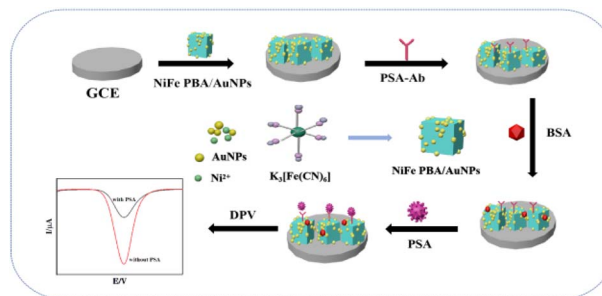 GCE
NiFe PBA/AuNPs
PSA-Ab
BSA
AuNPs
Ni²⁺
K₃[Fe(CN)₆]
NiFe PBA/AuNPs
I/μA
with PSA
without PSA
E/V
DPV
PSA